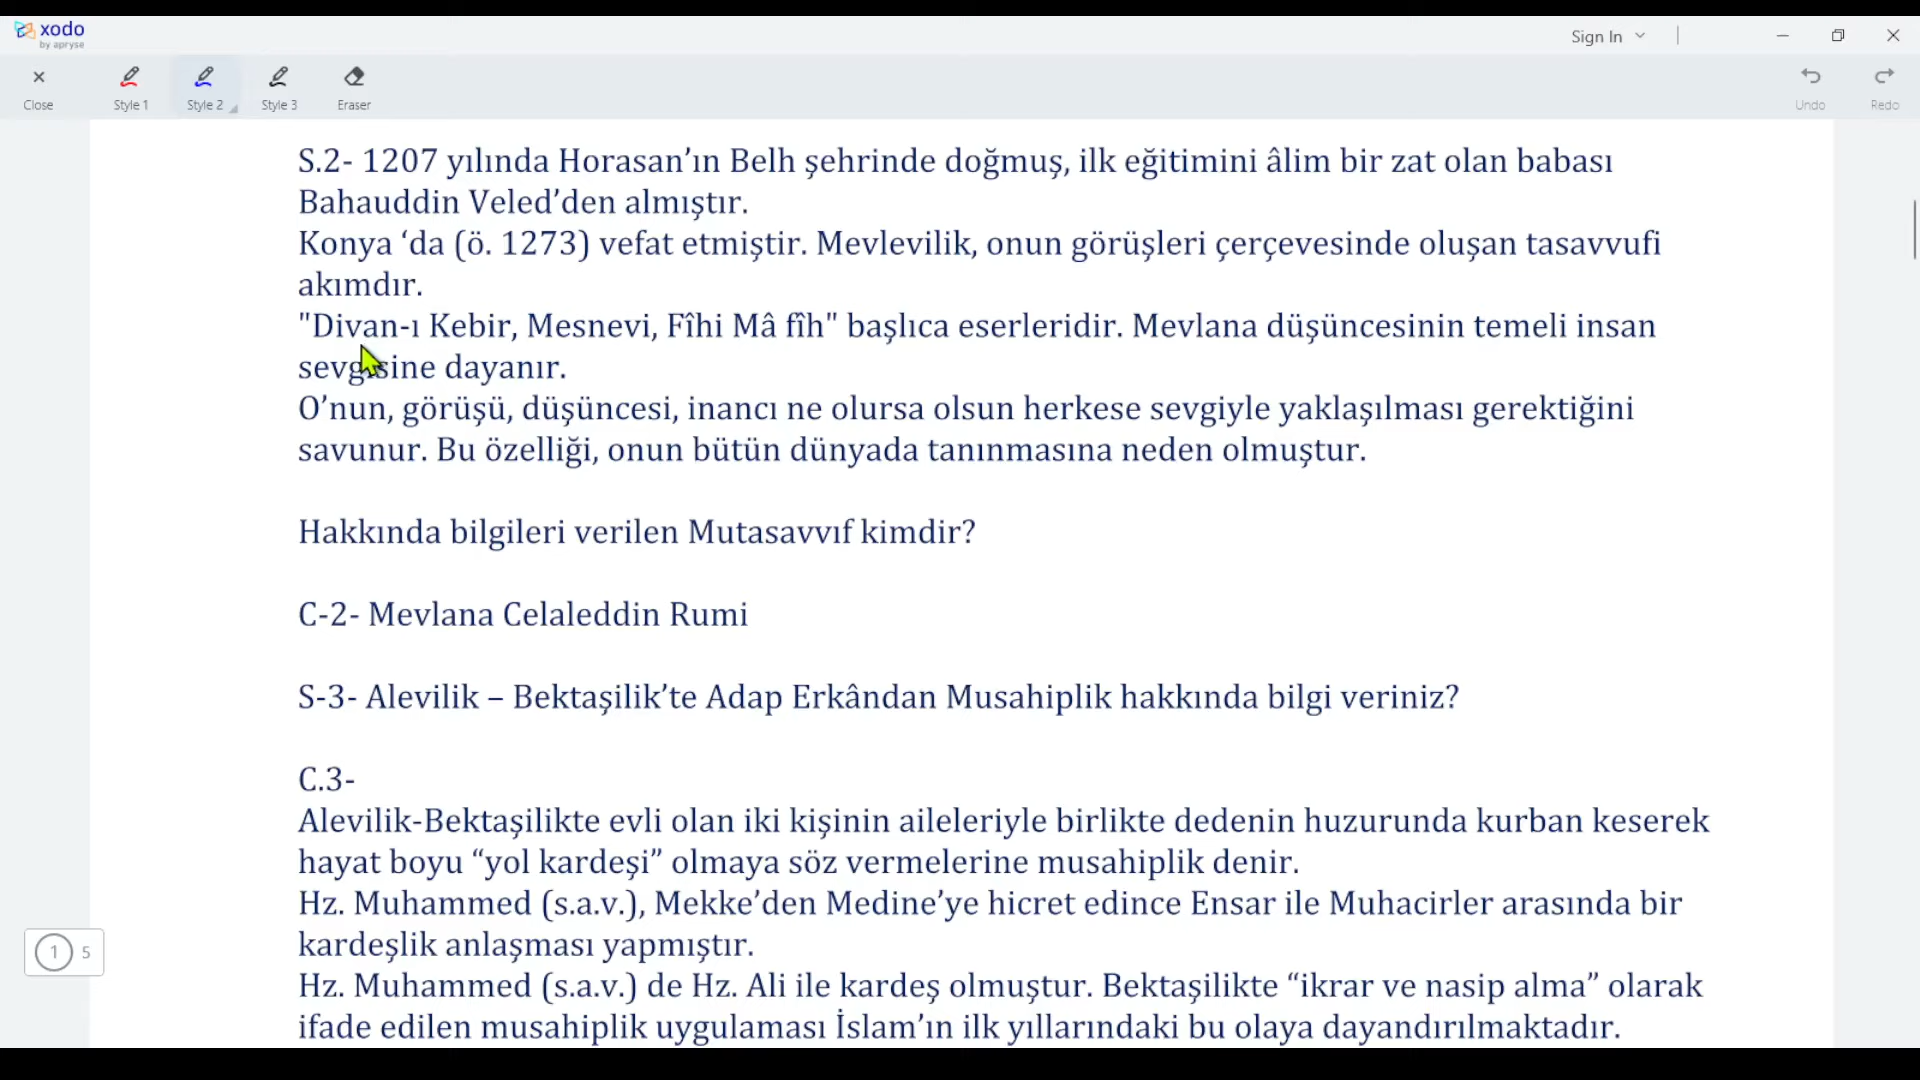 xodo
by apryse
Sign In
Close
Style 1
Style 2
Style 3
Eraser
Undo
Redo
S.2- 1207 yılında Horasan’ın Belh şehrinde doğmuş, ilk eğitimini âlim bir zat olan babası
Bahauddin Veled’den almıştır.
Konya ‘da (ö. 1273) vefat etmiştir. Mevlevilik, onun görüşleri çerçevesinde oluşan tasavvufi
akımdır.
"Divan-ı Kebir, Mesnevi, Fîhi Mâ fîh" başlıca eserleridir. Mevlana düşüncesinin temeli insan
sevgisine dayanır.
O’nun, görüşü, düşüncesi, inancı ne olursa olsun herkese sevgiyle yaklaşılması gerektiğini
savunur. Bu özelliği, onun bütün dünyada tanınmasına neden olmuştur.
Hakkında bilgileri verilen Mutasavvıf kimdir?
C-2- Mevlana Celaleddin Rumi
S-3- Alevilik – Bektaşilik’te Adap Erkândan Musahiplik hakkında bilgi veriniz?
C.3-
Alevilik-Bektaşilikte evli olan iki kişinin aileleriyle birlikte dedenin huzurunda kurban keserek
hayat boyu “yol kardeşi” olmaya söz vermelerine musahiplik denir.
Hz. Muhammed (s.a.v.), Mekke’den Medine’ye hicret edince Ensar ile Muhacirler arasında bir
kardeşlik anlaşması yapmıştır.
Hz. Muhammed (s.a.v.) de Hz. Ali ile kardeş olmuştur. Bektaşilikte “ikrar ve nasip alma” olarak
ifade edilen musahiplik uygulaması İslam’ın ilk yıllarındaki bu olaya dayandırılmaktadır.
1 5